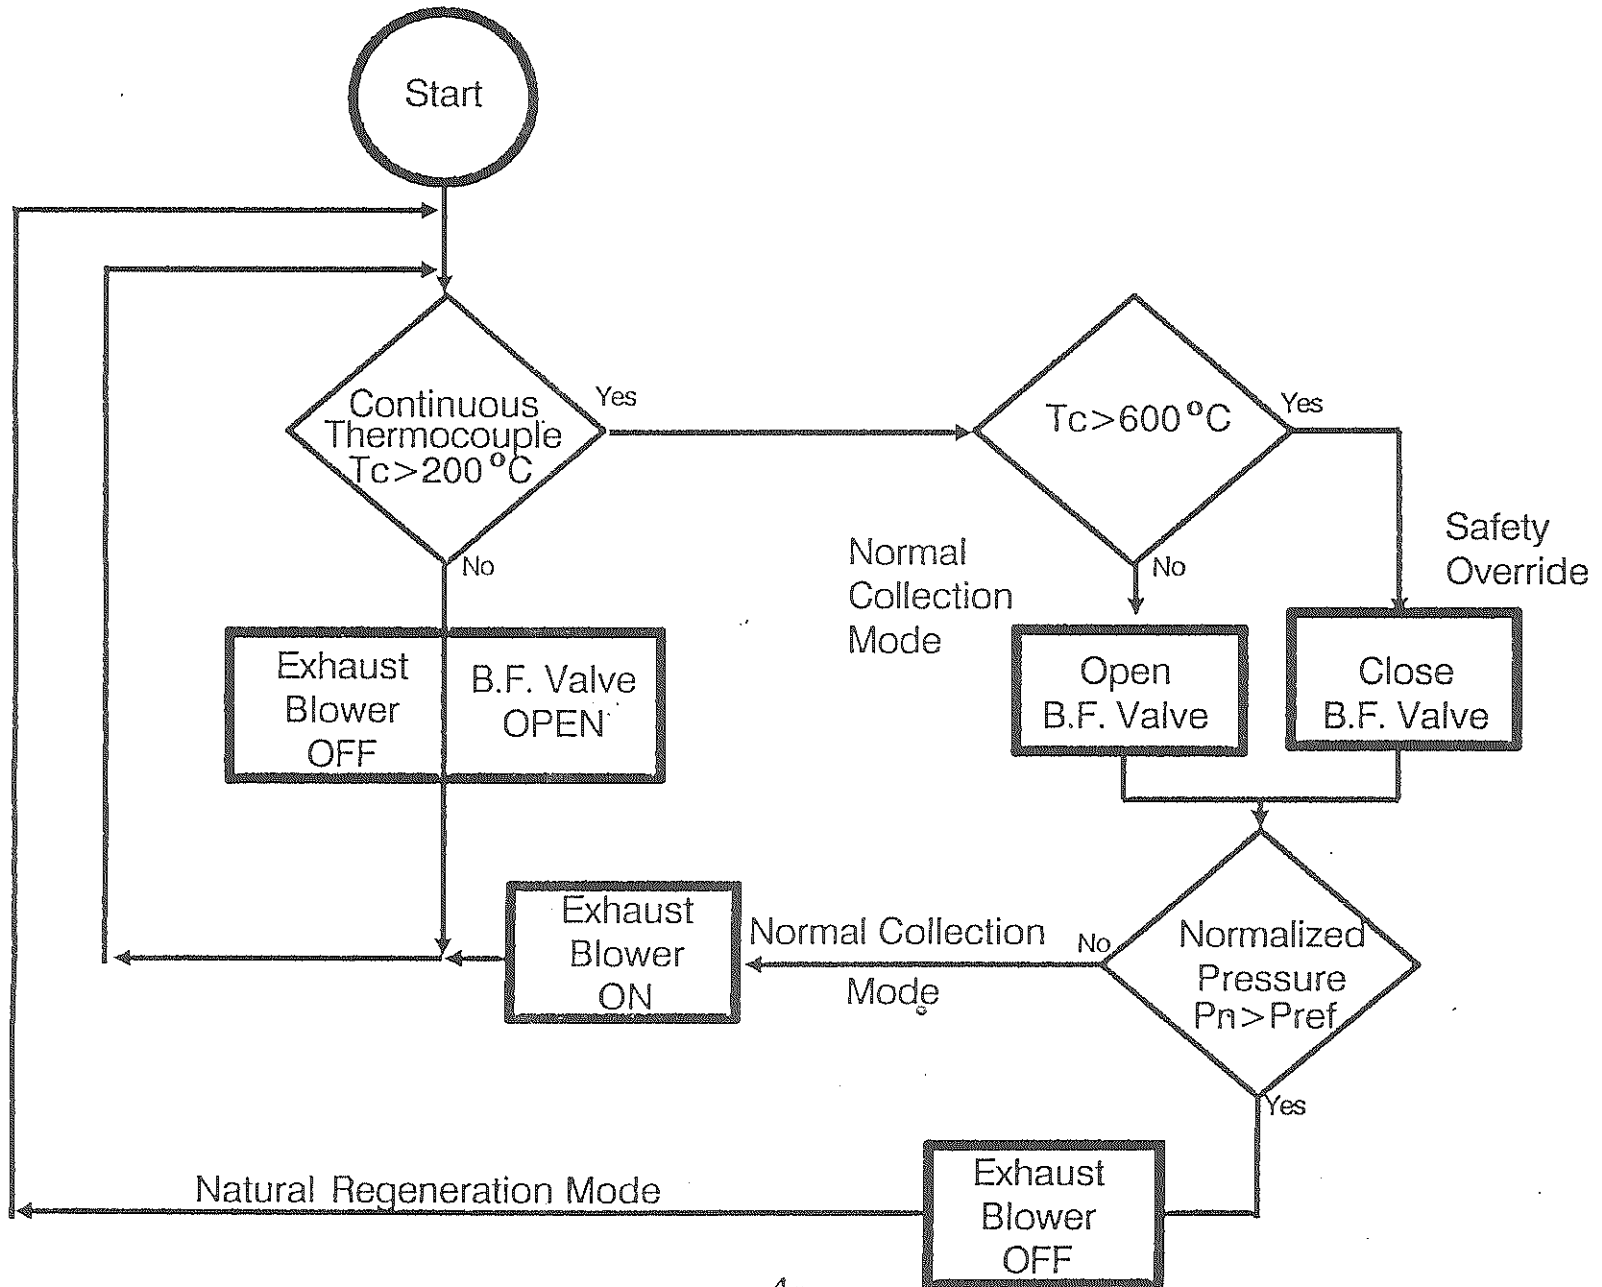 Start
Continuous
Thermocouple
Tc>200°C
Yes
No
Tc>600°C
Yes
No
Safety
Override
Normal
Collection
Mode
Exhaust
Blower
OFF
B.F. Valve
OPEN
Open
B.F. Valve
Close
B.F. Valve
Exhaust
Blower
ON
Normal Collection
Mode
No
Normalized
Pressure
Pn>Pref
Yes
Natural Regeneration Mode
Exhaust
Blower
OFF